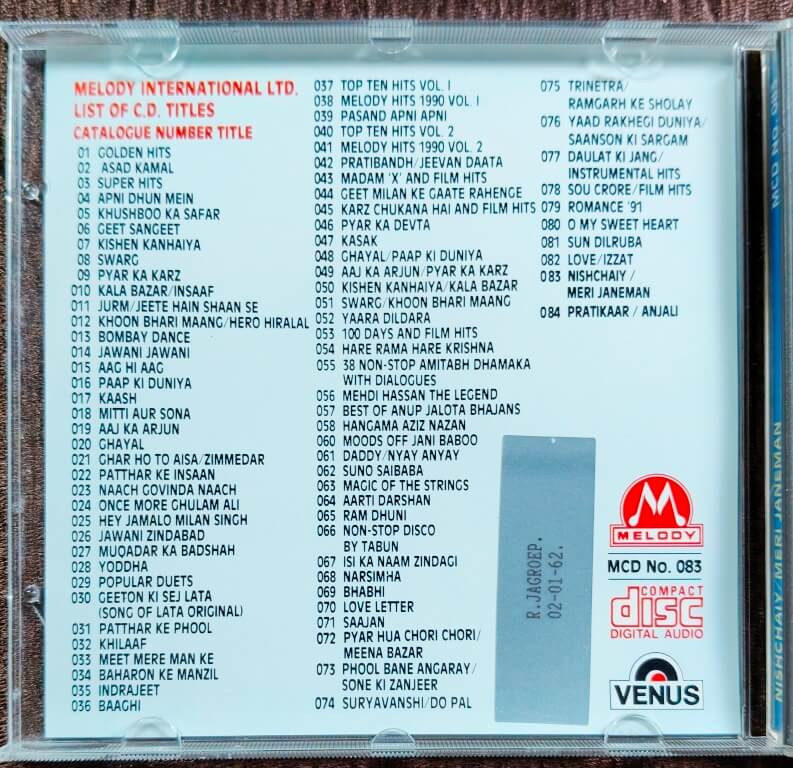 MELODY INTERNATIONAL LTD.
LIST OF C.D. TITLES
CATALOGUE NUMBER TITLE
01 GOLDEN HITS
02 ASAD KAMAL
03 SUPER HITS
04 APNI DHUN MEIN
05 KHUSHBOO KA SAFAR
06 GEET SANGEET
07 KISHEN KANHAIYA
08 SWARG
09 PYAR KA KARZ
010 KALA BAZAR/INSAAF
011 JURM/JEETE HAIN SHAAN SE
012 KHOON BHARI MAANG/HERO HIRALAL
013 BOMBAY DANCE
014 JAWANI JAWANI
015 AAG HI AAG
016 PAAP KI DUNIYA
017 KAASH
018 MITTI AUR SONA
019 AAJ KA ARJUN
020 GHAYAL
021 GHAR HO TO AISA/ZIMMEDAR
022 PATTHAR KE INSAAN
023 NAACH GOVINDA NAACH
024 ONCE MORE GHULAM ALI
025 HEY JAMALO MILAN SINGH
026 JAWANI ZINDABAD
027 MUQADAR KA BADSHAH
028 YODDHA
029 POPULAR DUETS
030 GEETON KI SEJ LATA
(SONG OF LATA ORIGINAL)
031 PATTHAR KE PHOOL
032 KHILAAF
033 MEET MERE MAN KE
034 BAHARON KE MANZIL
035 INDRAJEET
036 BAAGHI
037 TOP TEN HITS VOL. I
038 MELODY HITS 1990 VOL. I
039 PASAND APNI APNI
040 TOP TEN HITS VOL. 2
041 MELODY HITS 1990 VOL. 2
042 PRATIBANDH/JEEVAN DAATA
043 MADAM 'X' AND FILM HITS
044 GEET MILAN KE GAATE RAHENGE
045 KARZ CHUKANA HAI AND FILM HITS
046 PYAR KA DEVTA
047 KASAK
048 GHAYAL/PAAP KI DUNIYA
049 AAJ KA ARJUN/PYAR KA KARZ
050 KISHEN KANHAIYA/KALA BAZAR
051 SWARG/KHOON BHARI MAANG
052 YAARA DILDARA
053 100 DAYS AND FILM HITS
054 HARE RAMA HARE KRISHNA
055 38 NON-STOP AMITABH DHAMAKA
WITH DIALOGUES
056 MEHDI HASSAN THE LEGEND
057 BEST OF ANUP JALOTA BHAJANS
058 HANGAMA AZIZ NAZAN
060 MOODS OFF JANI BABOO
061 DADDY/NYAY ANYAY
062 SUNO SAIBABA
063 MAGIC OF THE STRINGS
064 AARTI DARSHAN
065 RAM DHUNI
066 NON-STOP DISCO
BY TABUN
067 ISI KA NAAM ZINDAGI
068 NARSIMHA
069 BHABHI
070 LOVE LETTER
071 SAAJAN
072 PYAR HUA CHORI CHORI/
MEENA BAZAR
073 PHOOL BANE ANGARAY/
SONE KI ZANJEER
074 SURYAVANSHI/DO PAL
075 TRINETRA/
RAMGARH KE SHOLAY
076 YAAD RAKHEGI DUNIYA/
SAANSON KI SARGAM
077 DAULAT KI JANG/
INSTRUMENTAL HITS
078 SOU CRORE/FILM HITS
079 ROMANCE '91
080 O MY SWEET HEART
081 SUN DILRUBA
082 LOVE/IZZAT
083 NISHCHAIY/
MERI JANEMAN
084 PRATIKAAR / ANJALI
R.JAGROEP.
02-01-62.
MELODY
MCD No. 083
COMPACT
disc
DIGITAL AUDIO
VENUS
MCD NO. 083
NISHCHAIY/MERI JANEMAN